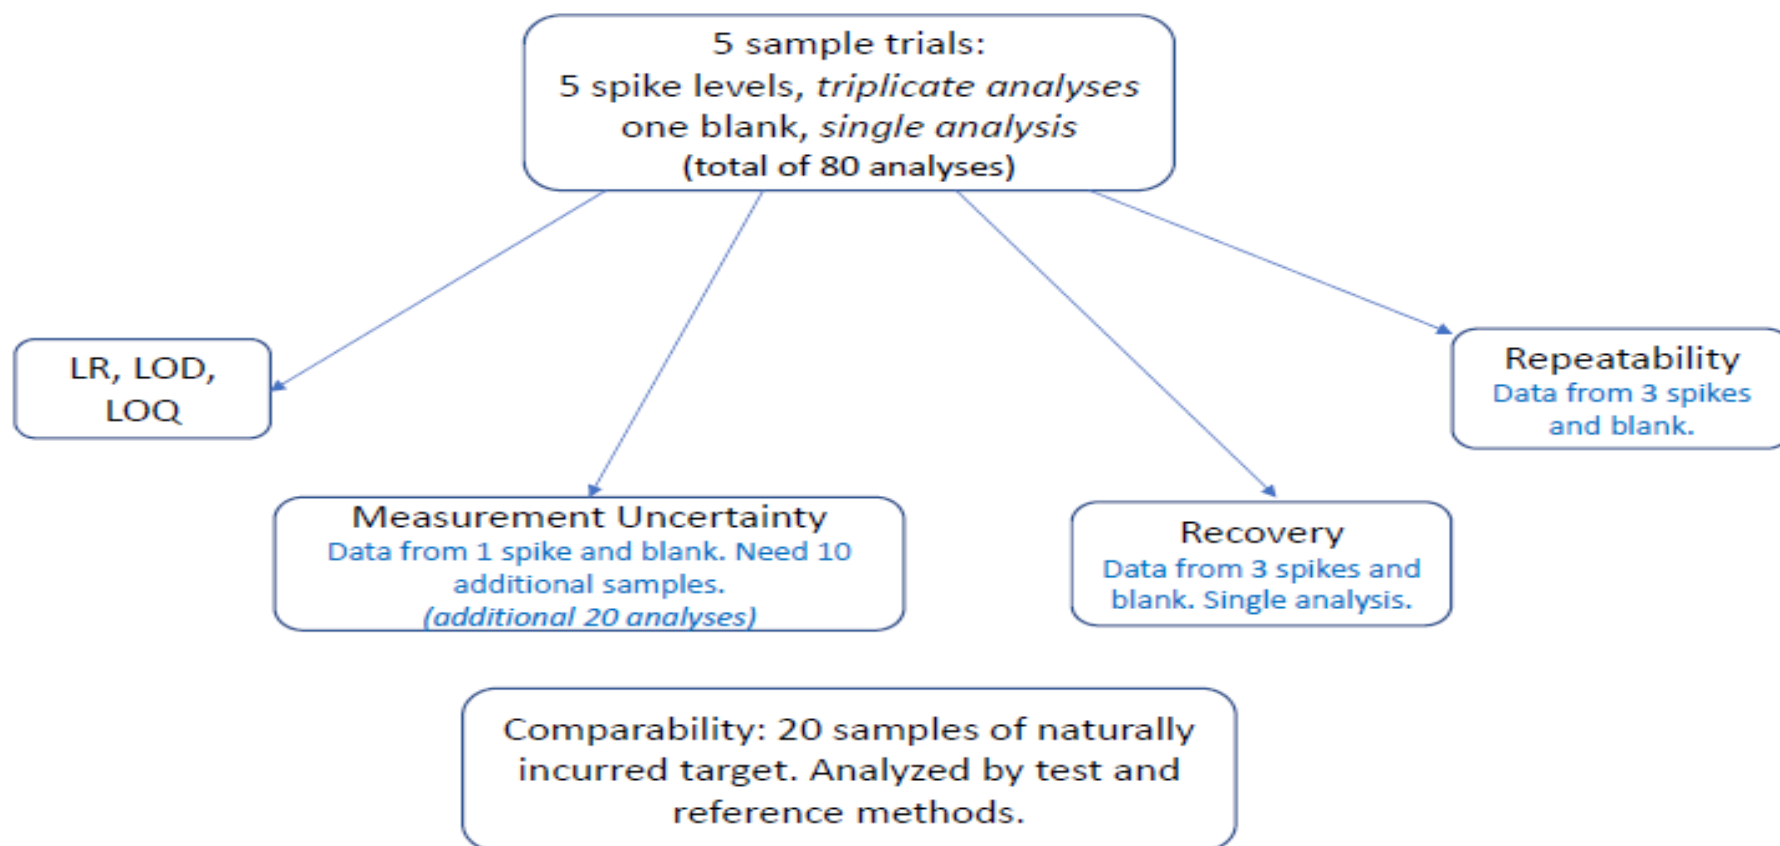 5 sample trials:
5 spike levels, triplicate analyses
one blank, single analysis
(total of 80 analyses)
LR, LOD,
LOQ
Repeatability
Data from 3 spikes
and blank.
Measurement Uncertainty
Data from 1 spike and blank. Need 10
additional samples.
(additional 20 analyses)
Recovery
Data from 3 spikes and
blank. Single analysis.
Comparability: 20 samples of naturally
incurred target. Analyzed by test and
reference methods.